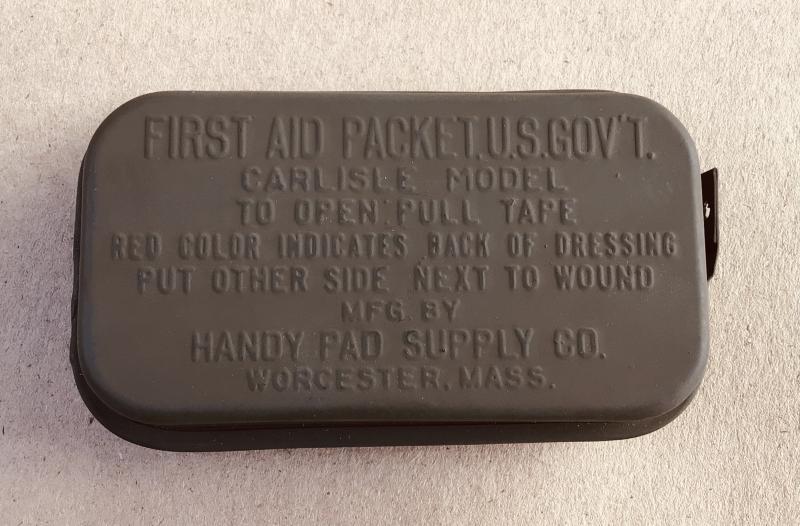 FIRST AID PACKET, U.S. GOV'T.
CARLISLE MODEL
TO OPEN PULL TAPE
RED COLOR INDICATES BACK OF DRESSING
PUT OTHER SIDE NEXT TO WOUND
MFG. BY
HANDY PAD SUPPLY CO.
WORCESTER, MASS.